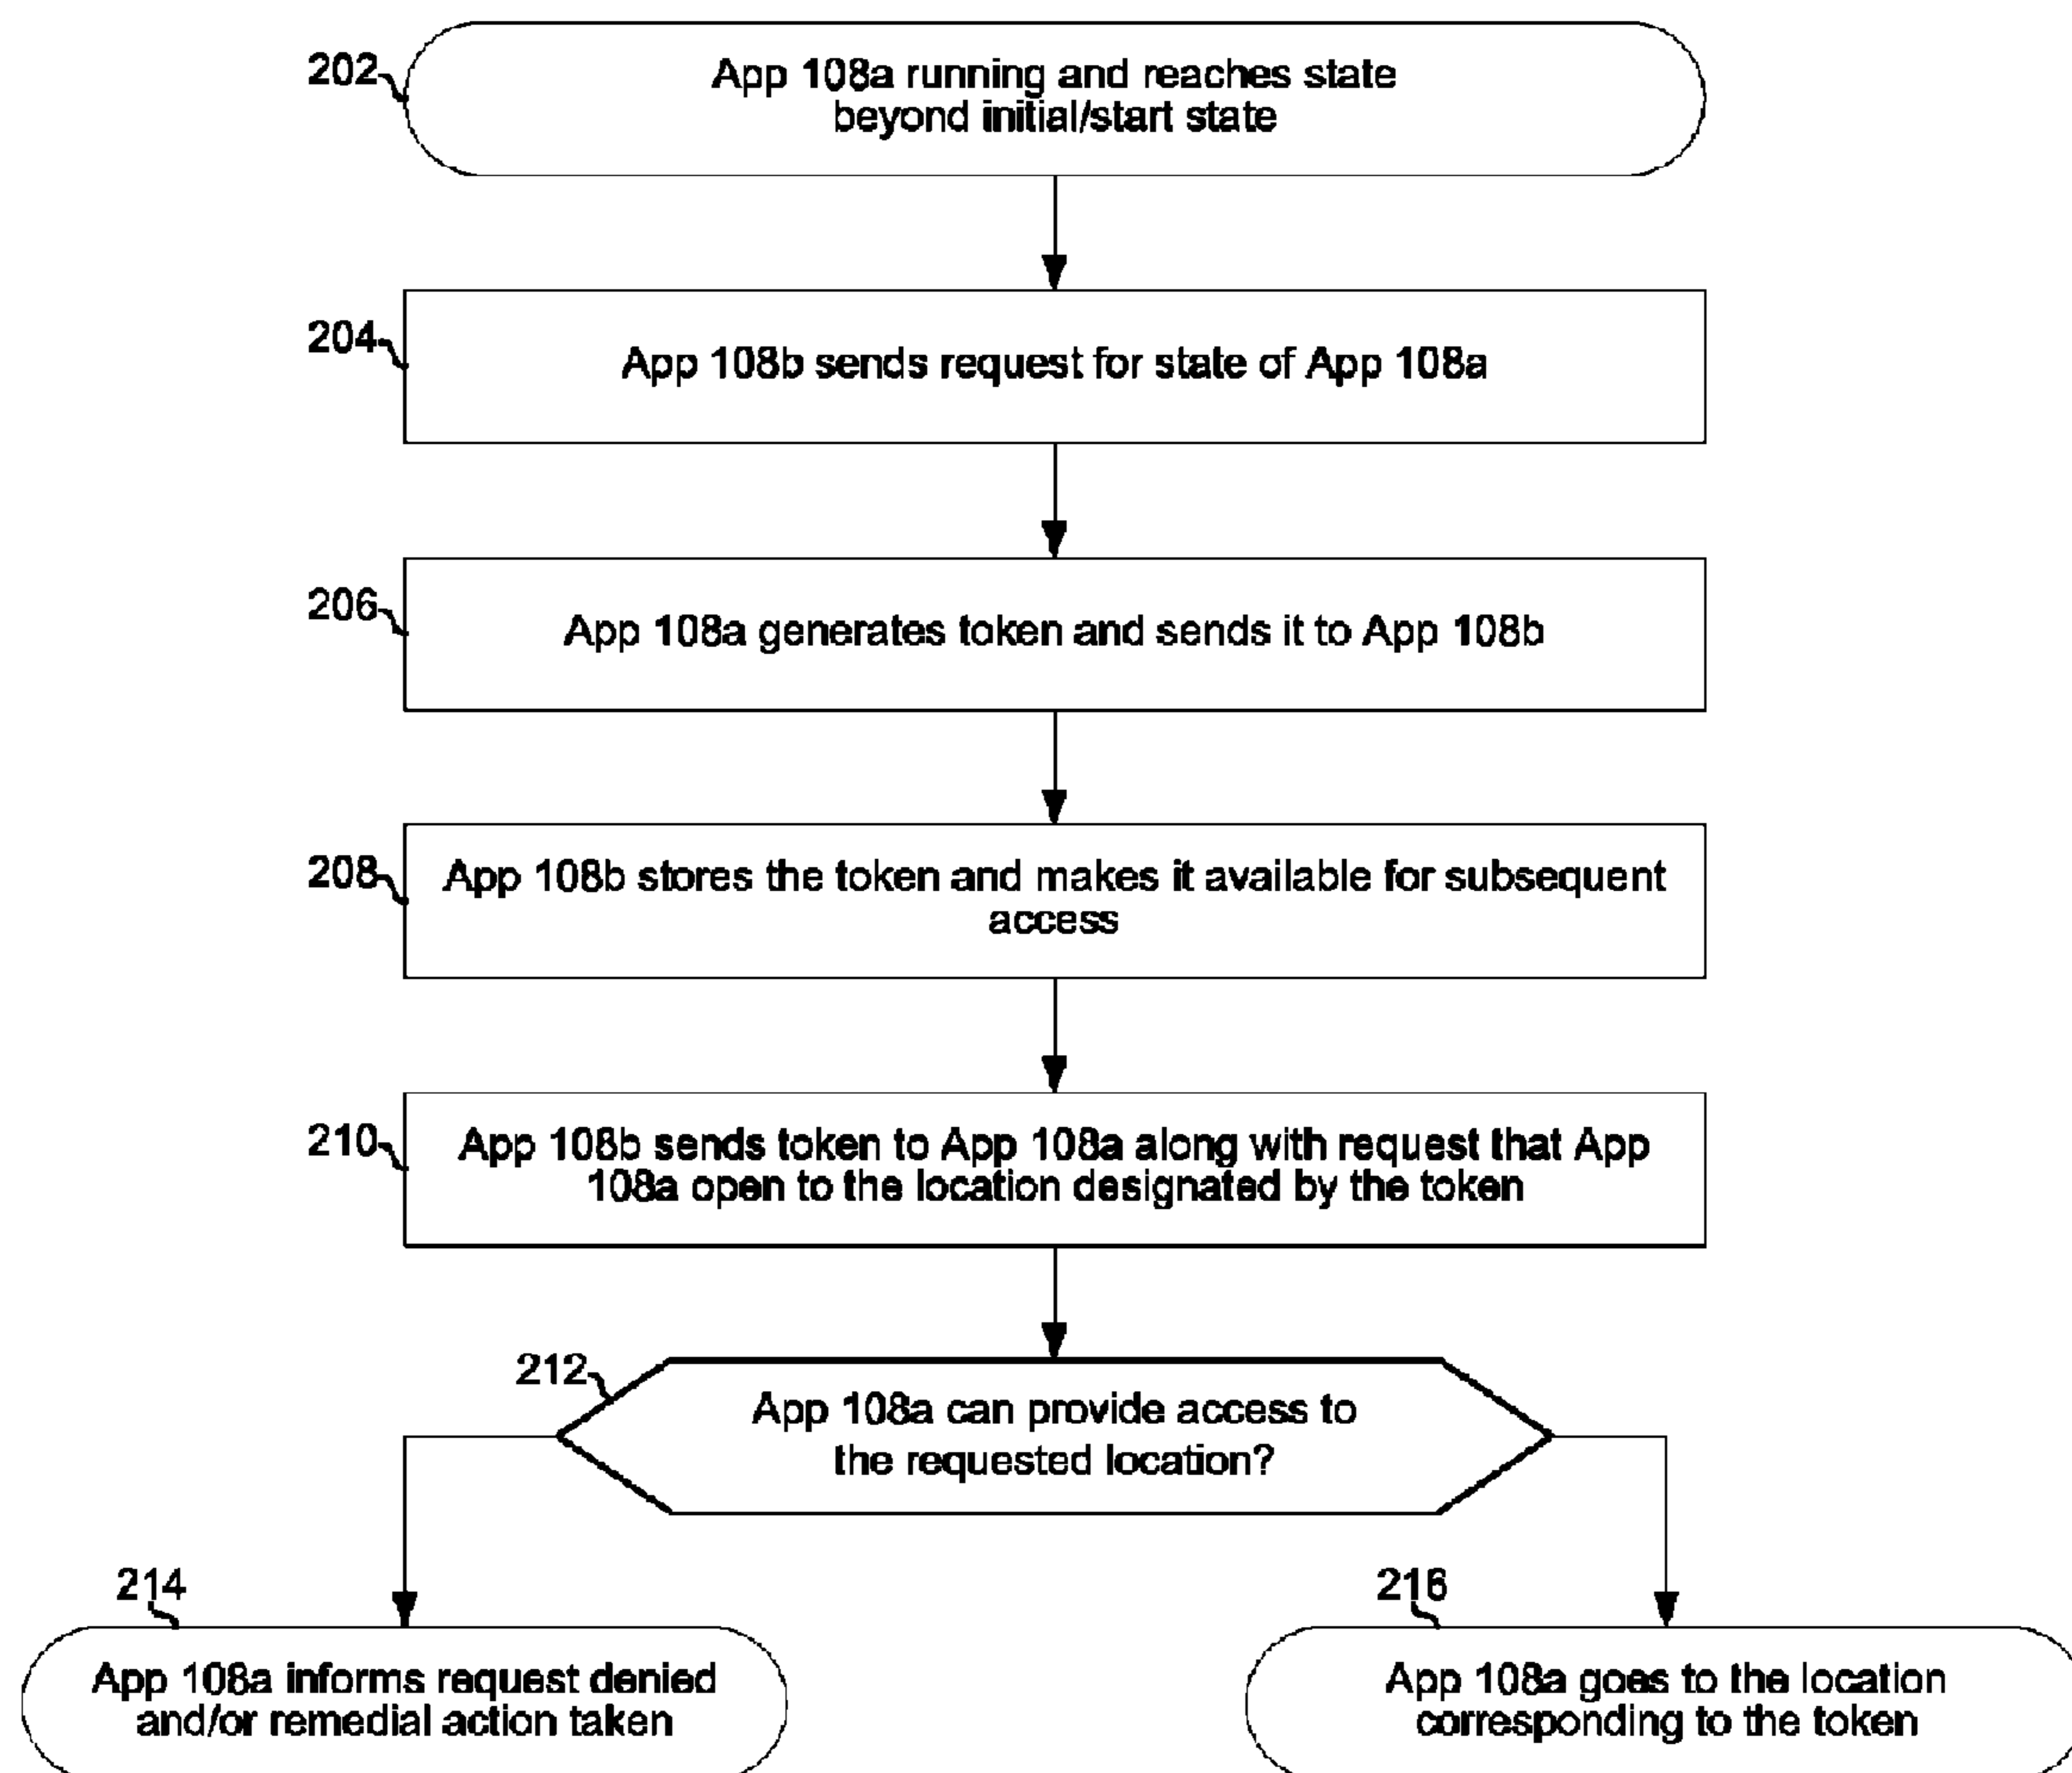 202
App 108a running and reaches state
beyond initial/start state
204
App 108b sends request for state of App 108a
206
App 108a generates token and sends it to App 108b
208
App 108b stores the token and makes it available for subsequent
access
210
App 108b sends token to App 108a along with request that App
108a open to the location designated by the token
212
App 108a can provide access to
the requested location?
214
App 108a informs request denied
and/or remedial action taken
216
App 108a goes to the location
corresponding to the token